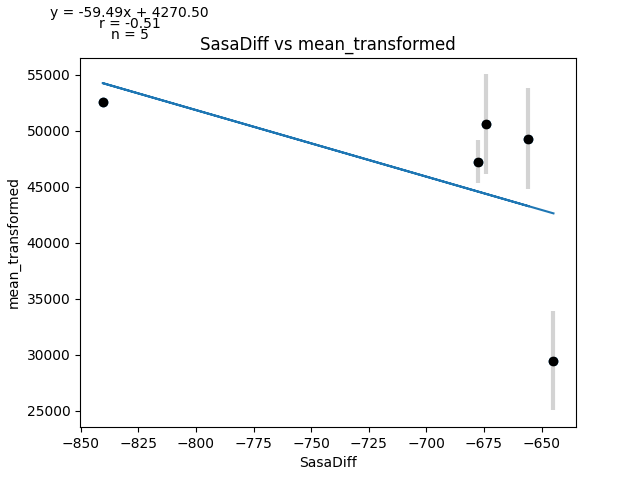 y = -59.49x + 4270.50
r = -0.51
n = 5
SasaDiff vs mean_transformed
55000
50000
45000
40000
35000
30000
25000
mean_transformed
−850
−825
−800
−775
−750
−725
−700
−675
−650
SasaDiff